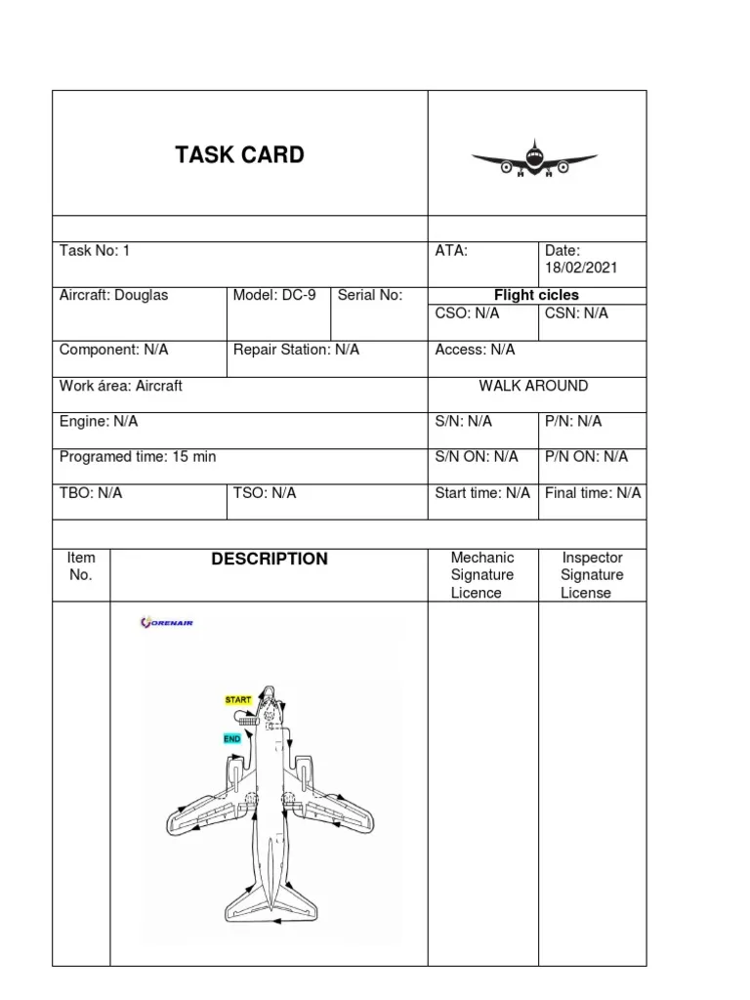 TASK CARD
Task No: 1
ATA:
Date:
18/02/2021
Aircraft: Douglas
Model: DC-9
Serial No:
Flight cicles
CSO: N/A
CSN: N/A
Component: N/A
Repair Station: N/A
Access: N/A
Work área: Aircraft
WALK AROUND
Engine: N/A
S/N: N/A
P/N: N/A
Programed time: 15 min
S/N ON: N/A
P/N ON: N/A
TBO: N/A
TSO: N/A
Start time: N/A
Final time: N/A
Item
No.
DESCRIPTION
Mechanic
Signature
Licence
Inspector
Signature
License
ORENAIR
START
END